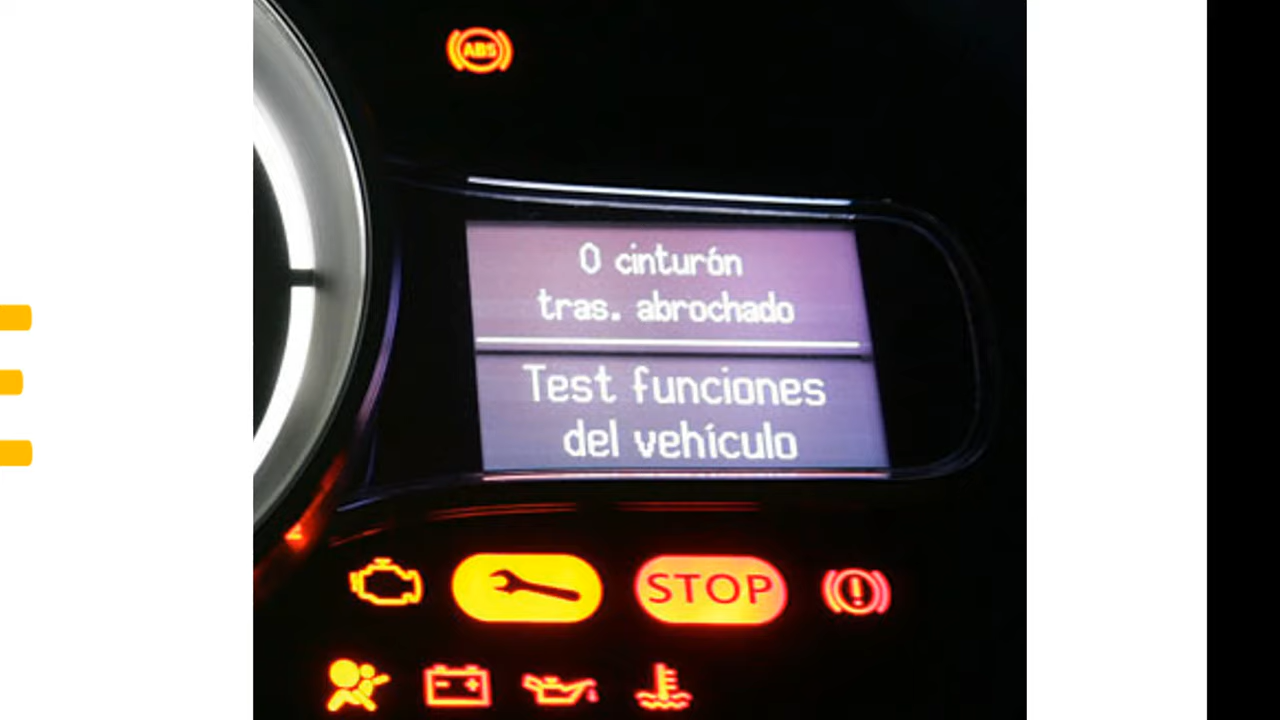 ABS
0 cinturón
tras. abrochado
Test funciones
del vehículo
STOP